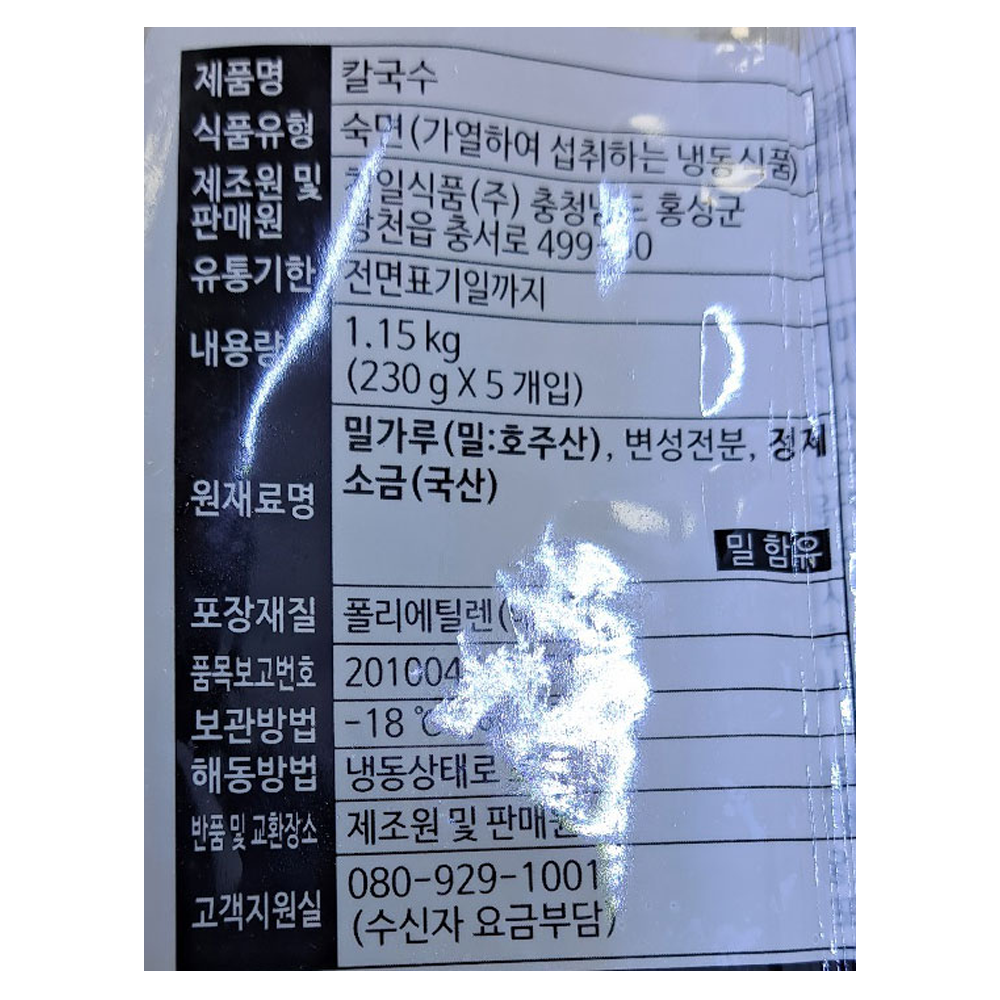 제품명 칼국수
식품유형 숙면(가열하여 섭취하는 냉동식품)
제조원 및 판매원
충청남도 홍성군
충서로
유통기한 전면표기일까지
내용량 1.15 kg
(230 g X 5 개입)
원재료명 밀가루(밀:호주산), 변성전분, 정제
소금(국산)
밀 함유
포장재질 폴리에틸렌
품목보고번호
보관방법 -18 ℃
해동방법 냉동상태로
반품 및 교환장소 제조원 및 판매원
고객지원실 080-929-1001
(수신자 요금부담)